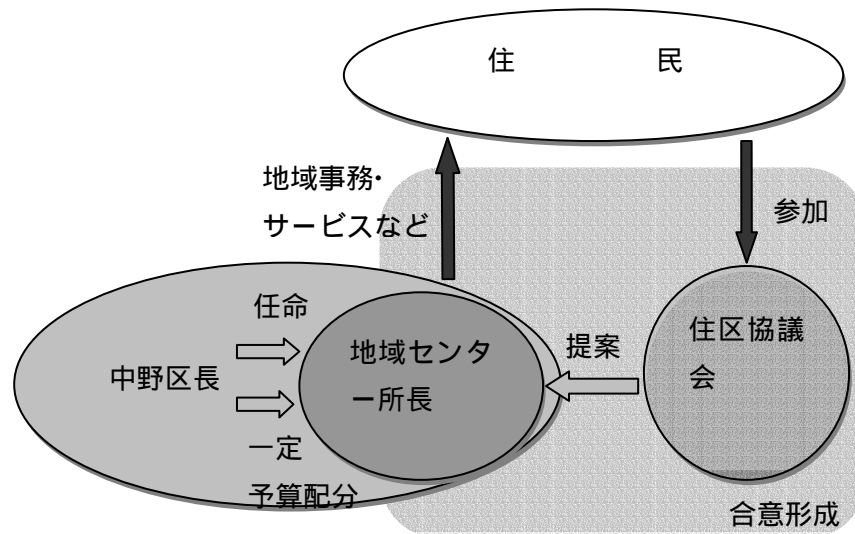 住　　　民
地域事務・
サービスなど
参加
任命
中野区長
地域センタ
ー所長
提案
住区協議
会
一定
予算配分
合意形成